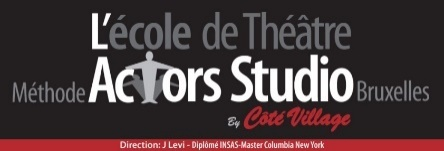 L'école de Théâtre
Méthode Actors Studio Bruxelles
By Côté Village
Direction: J Levi - Diplômé INSAS-Master Columbia New York